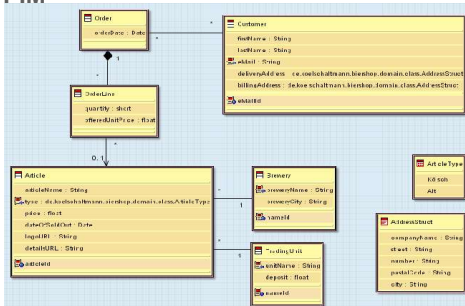 PIM
Order
orderDate : Date
*
*
1
*
OrderLine
quantity : short
offeredUnitPrice : float
0..1
Customer
firstName : String
lastName : String
eMail : String
deliveryAddress : de.koelschaltmann.biershop.domain.class.AddressStruct
billingAddress : de.koelschaltmann.biershop.domain.class.AddressStruct
eMailId
Article
articleName : String
type : de.koelschaltmann.biershop.domain.class.ArticleType
price : float
dateOfSoldOut : Date
logoURL : String
detailsURL : String
articleId
*
1
*
1
Brewery
breweryName : String
breweryCity : String
nameId
TradingUnit
unitName : String
deposit : float
nameId
ArticleType
Kölsch
Alt
AddressStruct
companyName : String
street : String
number : String
postalCode : String
city : String